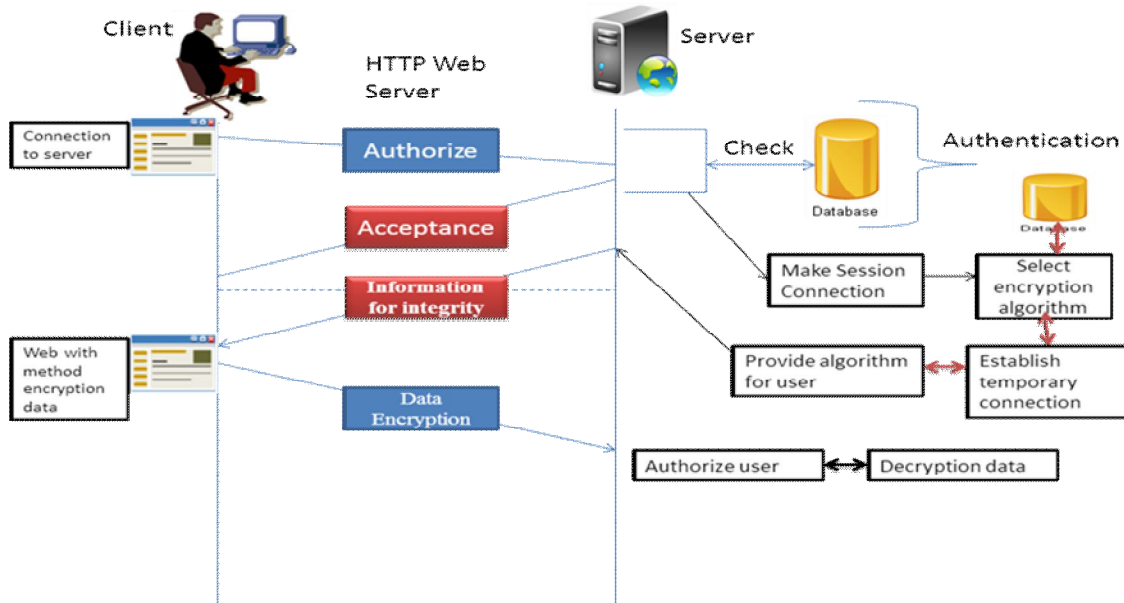 Client
HTTP Web
Server
Server
Connection
to server
Authorize
Check
Database
Authentication
Database
Acceptance
Make Session
Connection
Select
encryption
algorithm
Information
for integrity
Web with
method
encryption
data
Provide algorithm
for user
Establish
temporary
connection
Data
Encryption
Authorize user
Decryption data